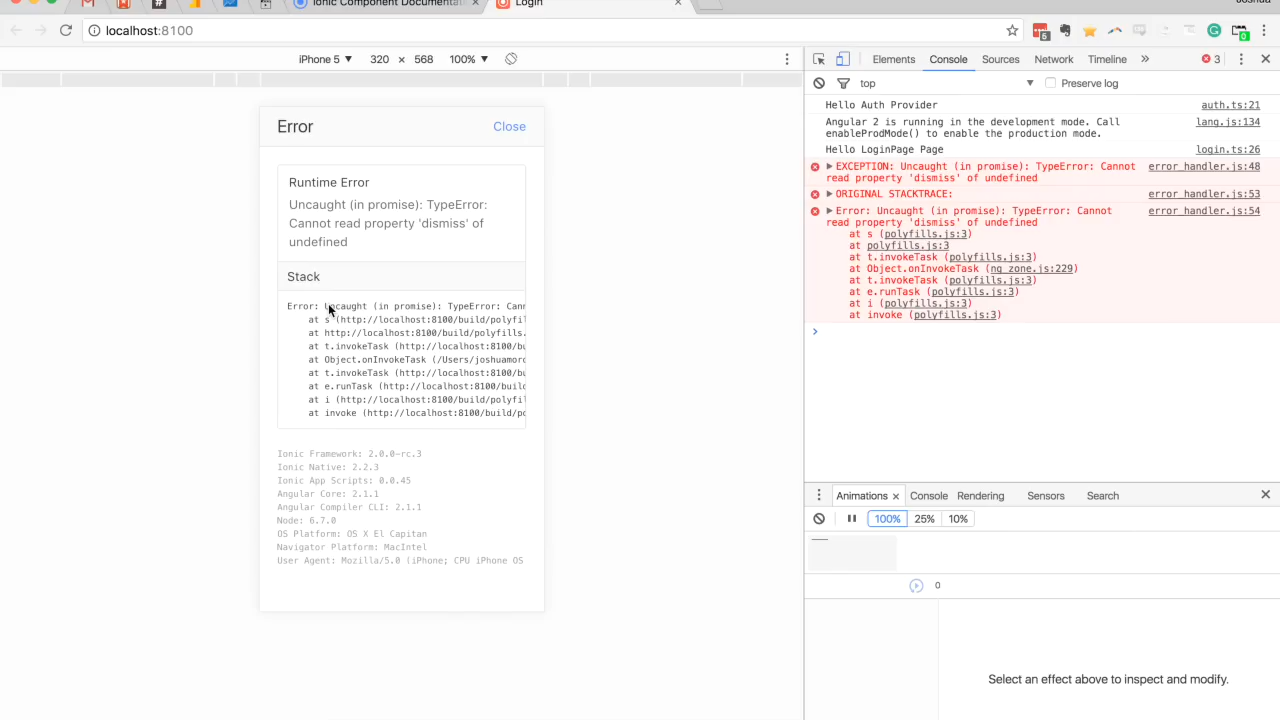 Ionic Component Documentat
Login
Joshua
localhost:8100
5
0
iPhone 5 ▼ 320 × 568 100% ▼
Elements Console Sources Network Timeline » 3
top ▼ Preserve log
Error
Close
Runtime Error
Uncaught (in promise): TypeError:
Cannot read property 'dismiss' of
undefined
Stack
Error: Uncaught (in promise): TypeError: Cann
at s (http://localhost:8100/build/polyfil
at http://localhost:8100/build/polyfills.
at t.invokeTask (http://localhost:8100/bu
at Object.onInvokeTask (/Users/joshuamoro
at t.invokeTask (http://localhost:8100/bu
at e.runTask (http://localhost:8100/build
at i (http://localhost:8100/build/polyfil
at invoke (http://localhost:8100/build/po
Ionic Framework: 2.0.0-rc.3
Ionic Native: 2.2.3
Ionic App Scripts: 0.0.45
Angular Core: 2.1.1
Angular Compiler CLI: 2.1.1
Node: 6.7.0
OS Platform: OS X El Capitan
Navigator Platform: MacIntel
User Agent: Mozilla/5.0 (iPhone; CPU iPhone OS
Hello Auth Provider auth.ts:21
Angular 2 is running in the development mode. Call lang.js:134
enableProdMode() to enable the production mode.
Hello LoginPage Page login.ts:26
EXCEPTION: Uncaught (in promise): TypeError: Cannot error_handler.js:48
read property 'dismiss' of undefined
ORIGINAL STACKTRACE: error_handler.js:53
Error: Uncaught (in promise): TypeError: Cannot error_handler.js:54
read property 'dismiss' of undefined
at s (polyfills.js:3)
at polyfills.js:3
at t.invokeTask (polyfills.js:3)
at Object.onInvokeTask (ng_zone.js:229)
at t.invokeTask (polyfills.js:3)
at e.runTask (polyfills.js:3)
at i (polyfills.js:3)
at invoke (polyfills.js:3)
Animations × Console Rendering Sensors Search
100% 25% 10%
0
Select an effect above to inspect and modify.